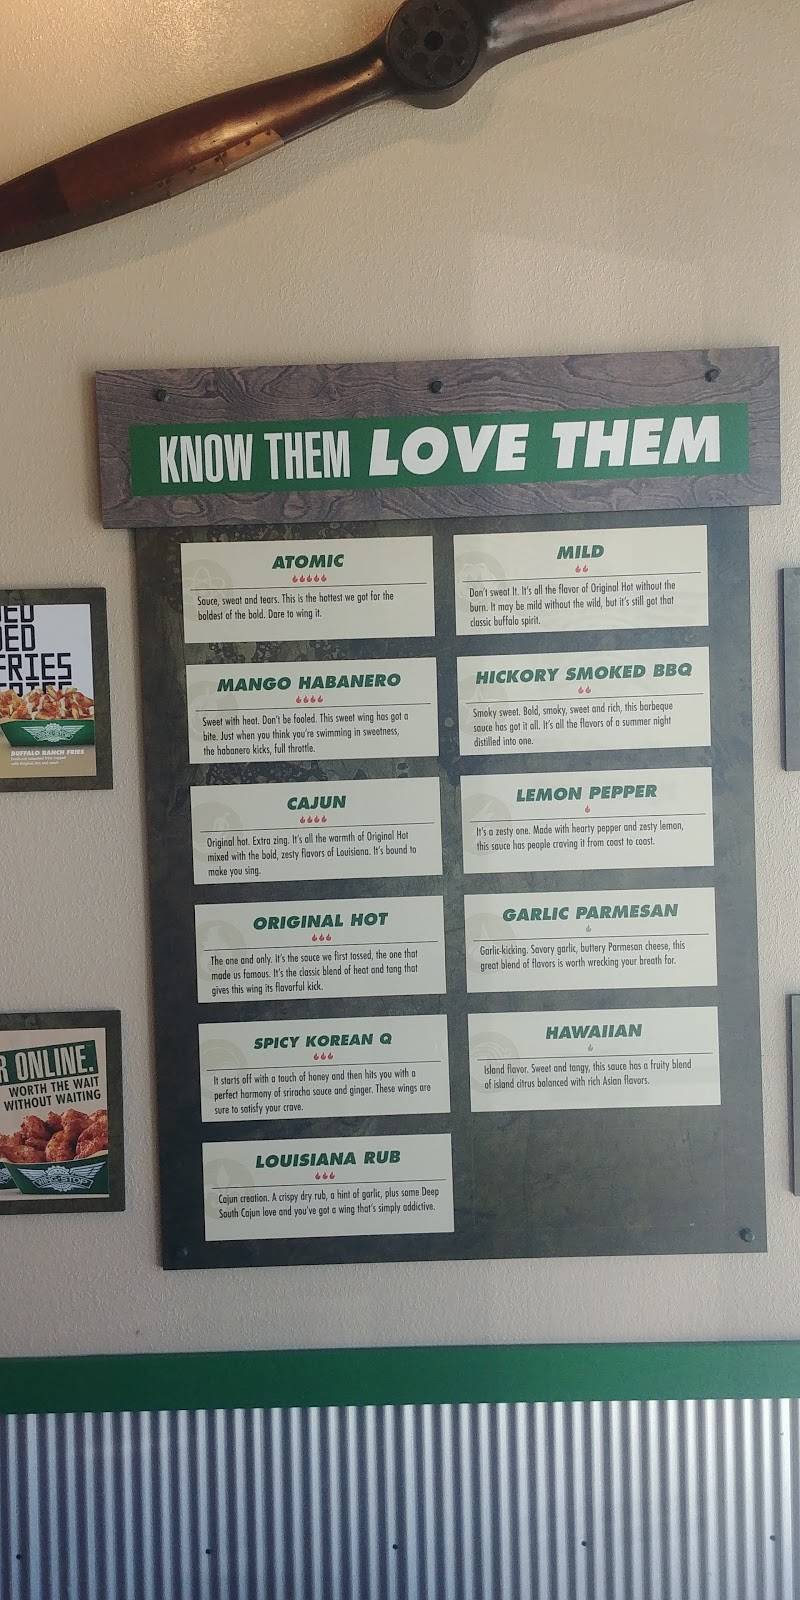 KNOW THEM LOVE THEM
ATOMIC
Sauce, sweat and tears. This is the hottest we got for the
boldest of the bold. Dare to wing it.
MANGO HABANERO
Sweet with heat. Don't be fooled. This sweet wing has got a
bite. Just when you think you're swimming in sweetness,
the habanero kicks, full throttle.
CAJUN
Original hot. Extra zing. It's all the warmth of Original Hot
mixed with the bold, zesty flavors of Louisiana. It's bound to
make you sing.
ORIGINAL HOT
The one and only. It's the sauce we first tossed, the one that
made us famous. It's the classic blend of heat and tang that
gives this wing its flavorful kick.
SPICY KOREAN Q
It starts off with a touch of honey and then hits you with a
perfect harmony of sriracha sauce and ginger. These wings are
sure to satisfy your crave.
LOUISIANA RUB
Cajun creation. A crispy dry rub, a hint of garlic, plus some Deep
South Cajun love and you've got a wing that's simply addictive.
MILD
Don't sweat It. It's all the flavor of Original Hot without the
burn. It may be mild without the wild, but it's still got that
classic buffalo spirit.
HICKORY SMOKED BBQ
Smoky sweet. Bold, smoky, sweet and rich, this barbeque
sauce has got it all. It's all the flavors of a summer night
distilled into one.
LEMON PEPPER
It's a zesty one. Made with hearty pepper and zesty lemon,
this sauce has people craving it from coast to coast.
GARLIC PARMESAN
Garlic-kicking. Savory garlic, buttery Parmesan cheese, this
great blend of flavors is worth wrecking your breath for.
HAWAIIAN
Island flavor. Sweet and tangy, this sauce has a fruity blend
of island citrus balanced with rich Asian flavors.
FRIES
BUFFALO RANCH FRIES
ONLINE.
WORTH THE WAIT
WITHOUT WAITING
WING STOP